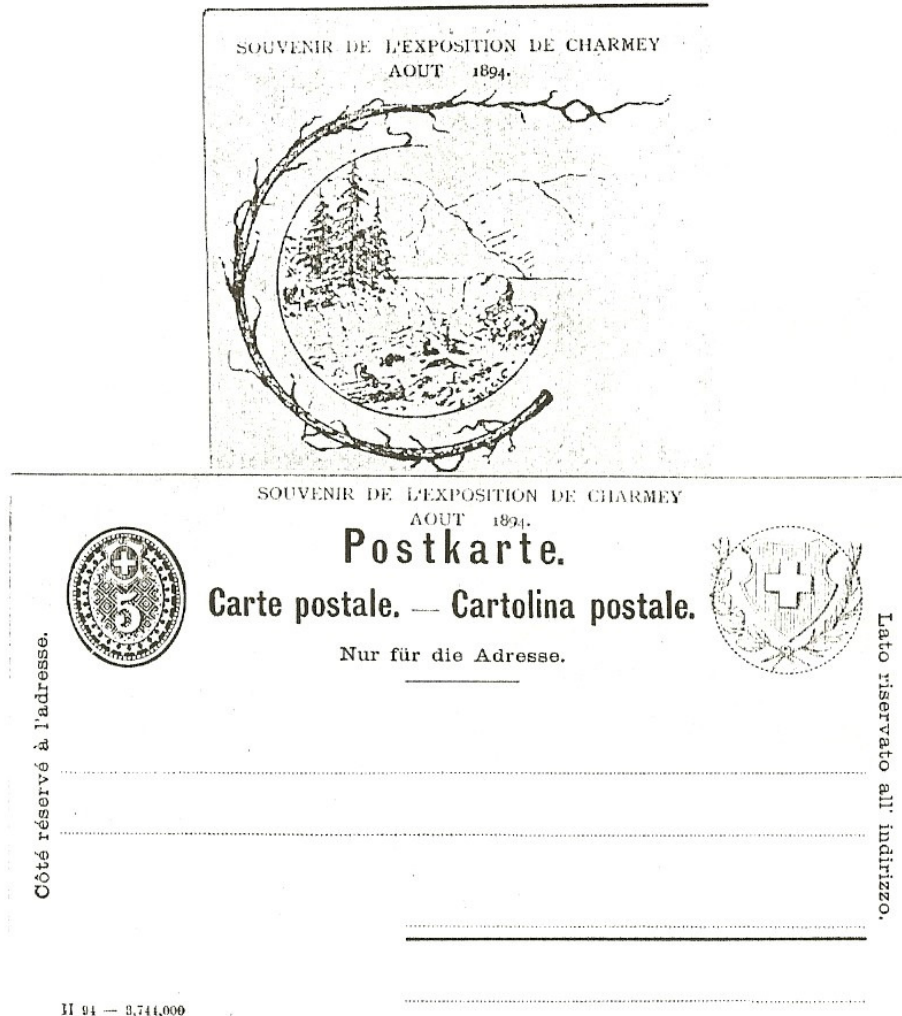 SOUVENIR DE L'EXPOSITION DE CHARMEY
AOUT 1894.
SOUVENIR DE L'EXPOSITION DE CHARMEY
AOUT 1894.
Postkarte.
5
Carte postale. — Cartolina postale.
Nur für die Adresse.
Côté réservé à l'adresse.
Lato riservato all' indirizzo.
II 94 — 3,744,000